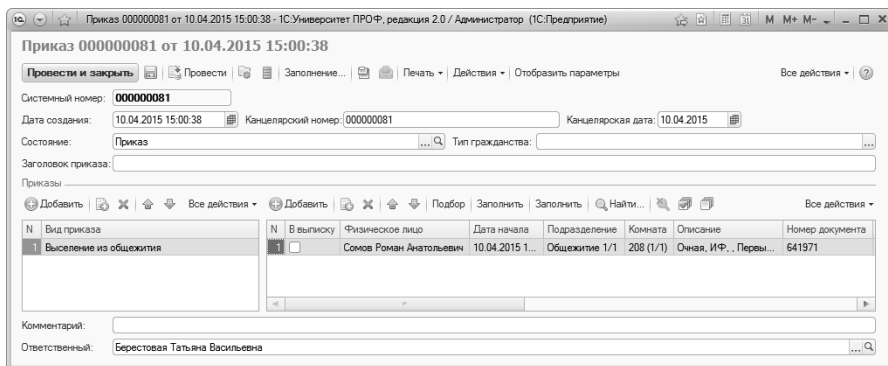 Приказ 000000081 от 10.04.2015 15:00:38 - 1С:Университет ПРОФ, редакция 2.0 / Администратор (1С:Предприятие) M M+ M-
Приказ 000000081 от 10.04.2015 15:00:38
Провести и закрыть Провести Заполнение... Печать Действия Отобразить параметры Все действия
Системный номер: 000000081
Дата создания: 10.04.2015 15:00:38 Канцелярский номер: 000000081 Канцелярская дата: 10.04.2015
Состояние: Приказ ... Тип гражданства: ...
Заголовок приказа:
Приказы
Добавить Все действия Добавить Подбор Заполнить Заполнить Найти... Все действия
N Вид приказа N В выписку Физическое лицо Дата начала Подразделение Комната Описание Номер документа
1 Выселение из общежития 1 Сомов Роман Анатольевич 10.04.2015 1... Общежитие 1/1 208 (1/1) Очная, ИФ, , Первы... 641971
Комментарий:
Ответственный: Берестовая Татьяна Васильевна ...